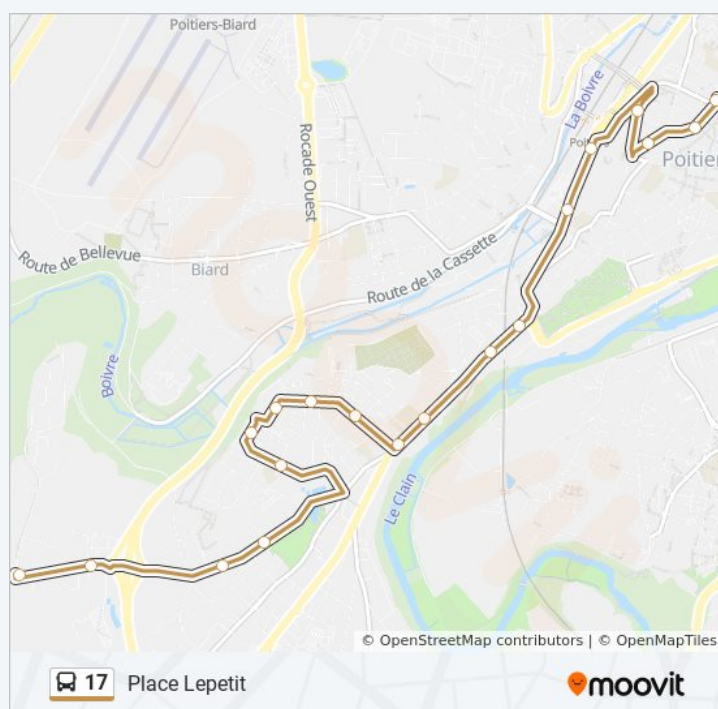 Poitiers-Biard
La Boivre
Rocade Ouest
Poitiers
Route de Bellevue
Biard
Route de la Cassette
Boivre
Le Clain
© OpenStreetMap contributors | © OpenMapTiles
17 Place Lepetit
moovit